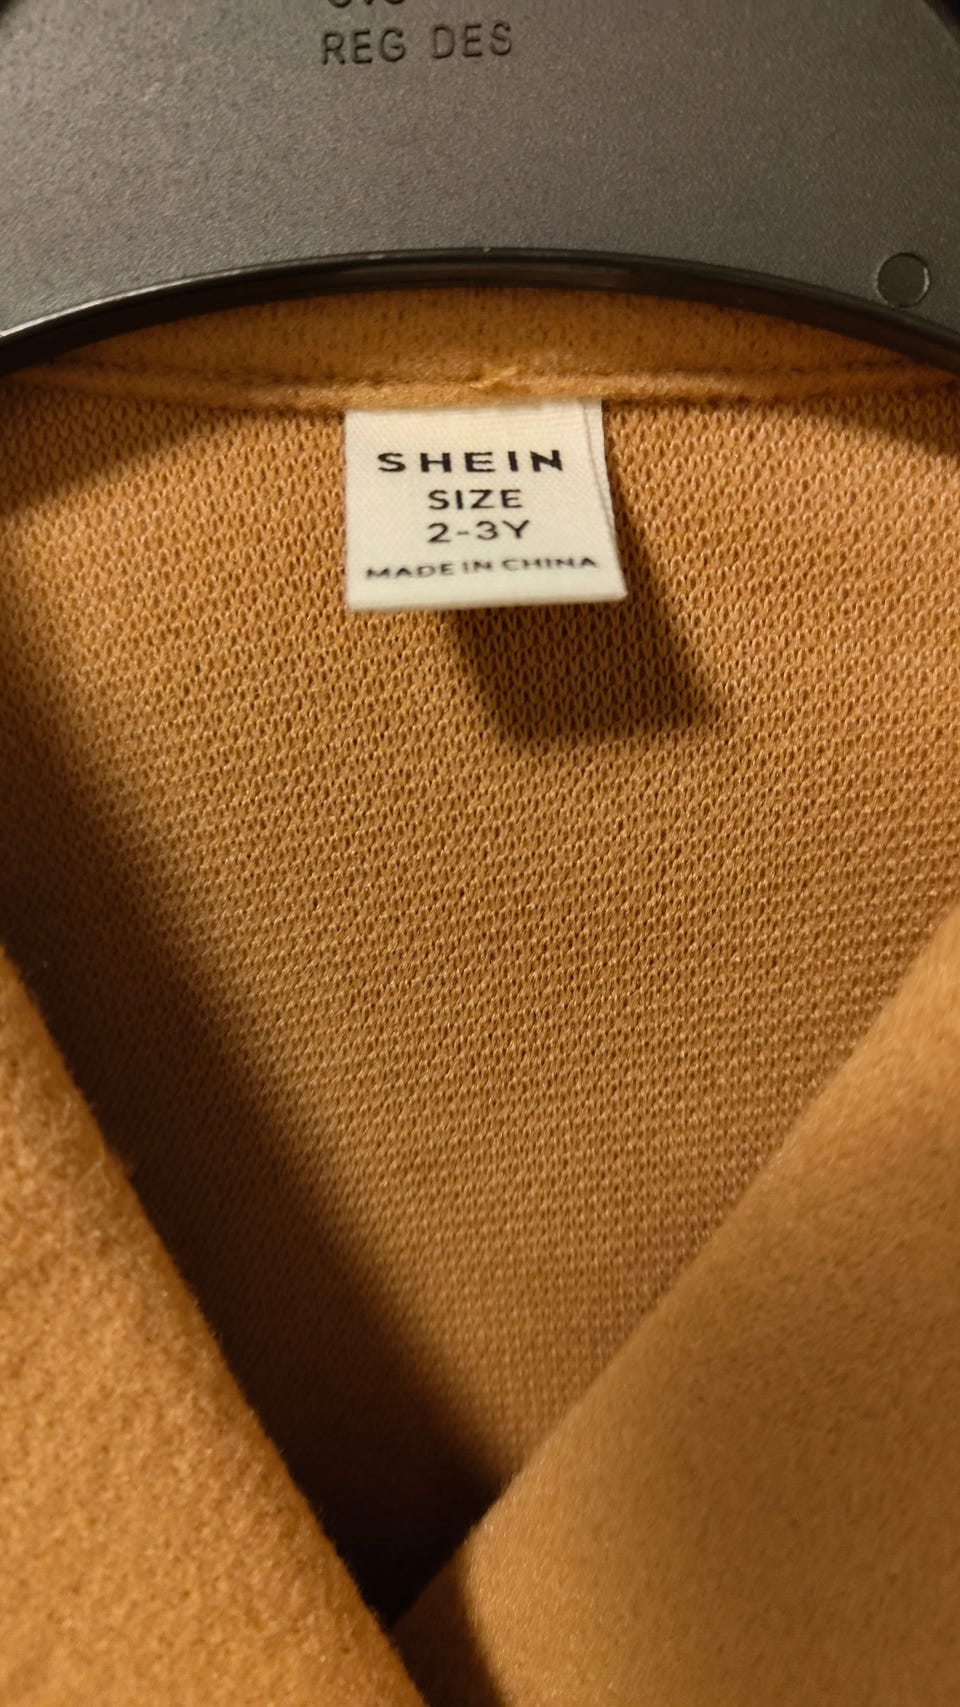 REG DES
SHEIN
SIZE
2-3Y
MADE IN CHINA